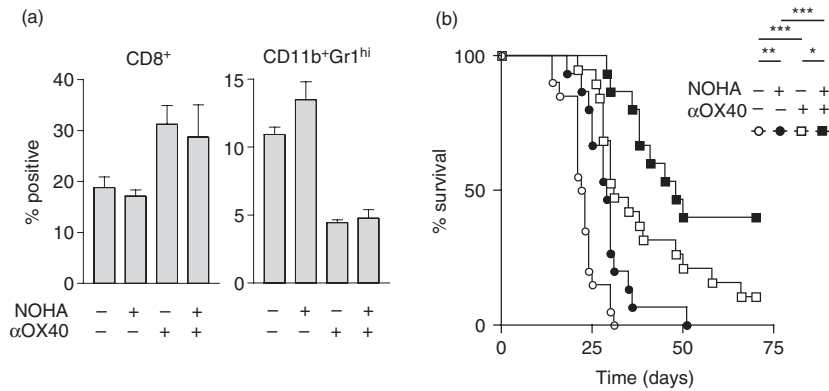 (a)
CD8⁺
CD11b⁺Gr1ʰⁱ
% positive
40
30
20
10
0
15
10
5
0
NOHA – + – + – + – +
αOX40 – – + + – – + +
(b)
***
*** 
** *
NOHA – + – +
αOX40 – – + +
% survival
100
50
0
0 25 50 75
Time (days)